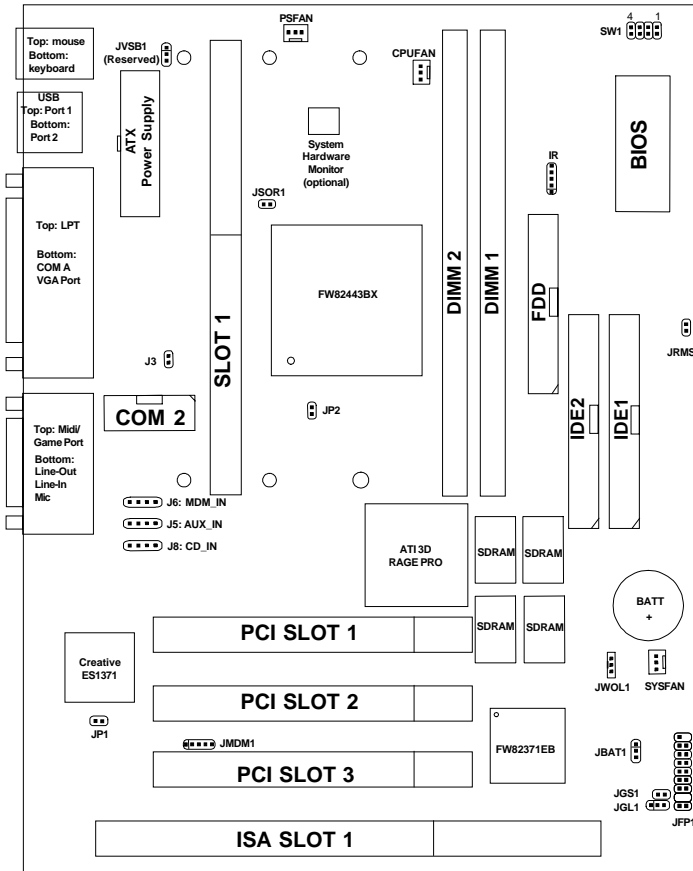 PSFAN
4 1
SW1
Top: mouse
Bottom:
keyboard
JVSB1
(Reserved)
CPUFAN
USB
Top: Port 1
Bottom:
Port 2
ATX
Power Supply
System
Hardware
Monitor
(optional)
IR
BIOS
JSOR1
Top: LPT
Bottom:
COM A
VGA Port
FW82443BX
SLOT 1
DIMM 2
DIMM 1
FDD
JRMS
J3
COM 2
JP2
IDE2
IDE1
Top: Midi/
Game Port
Bottom:
Line-Out
Line-In
Mic
J6: MDM_IN
J5: AUX_IN
J8: CD_IN
ATI 3D
RAGE PRO
SDRAM
SDRAM
BATT
+
PCI SLOT 1
SDRAM
SDRAM
Creative
ES1371
JWOL1
SYSFAN
PCI SLOT 2
JP1
JMDM1
FW82371EB
JBAT1
PCI SLOT 3
JGS1
JGL1
JFP1
ISA SLOT 1